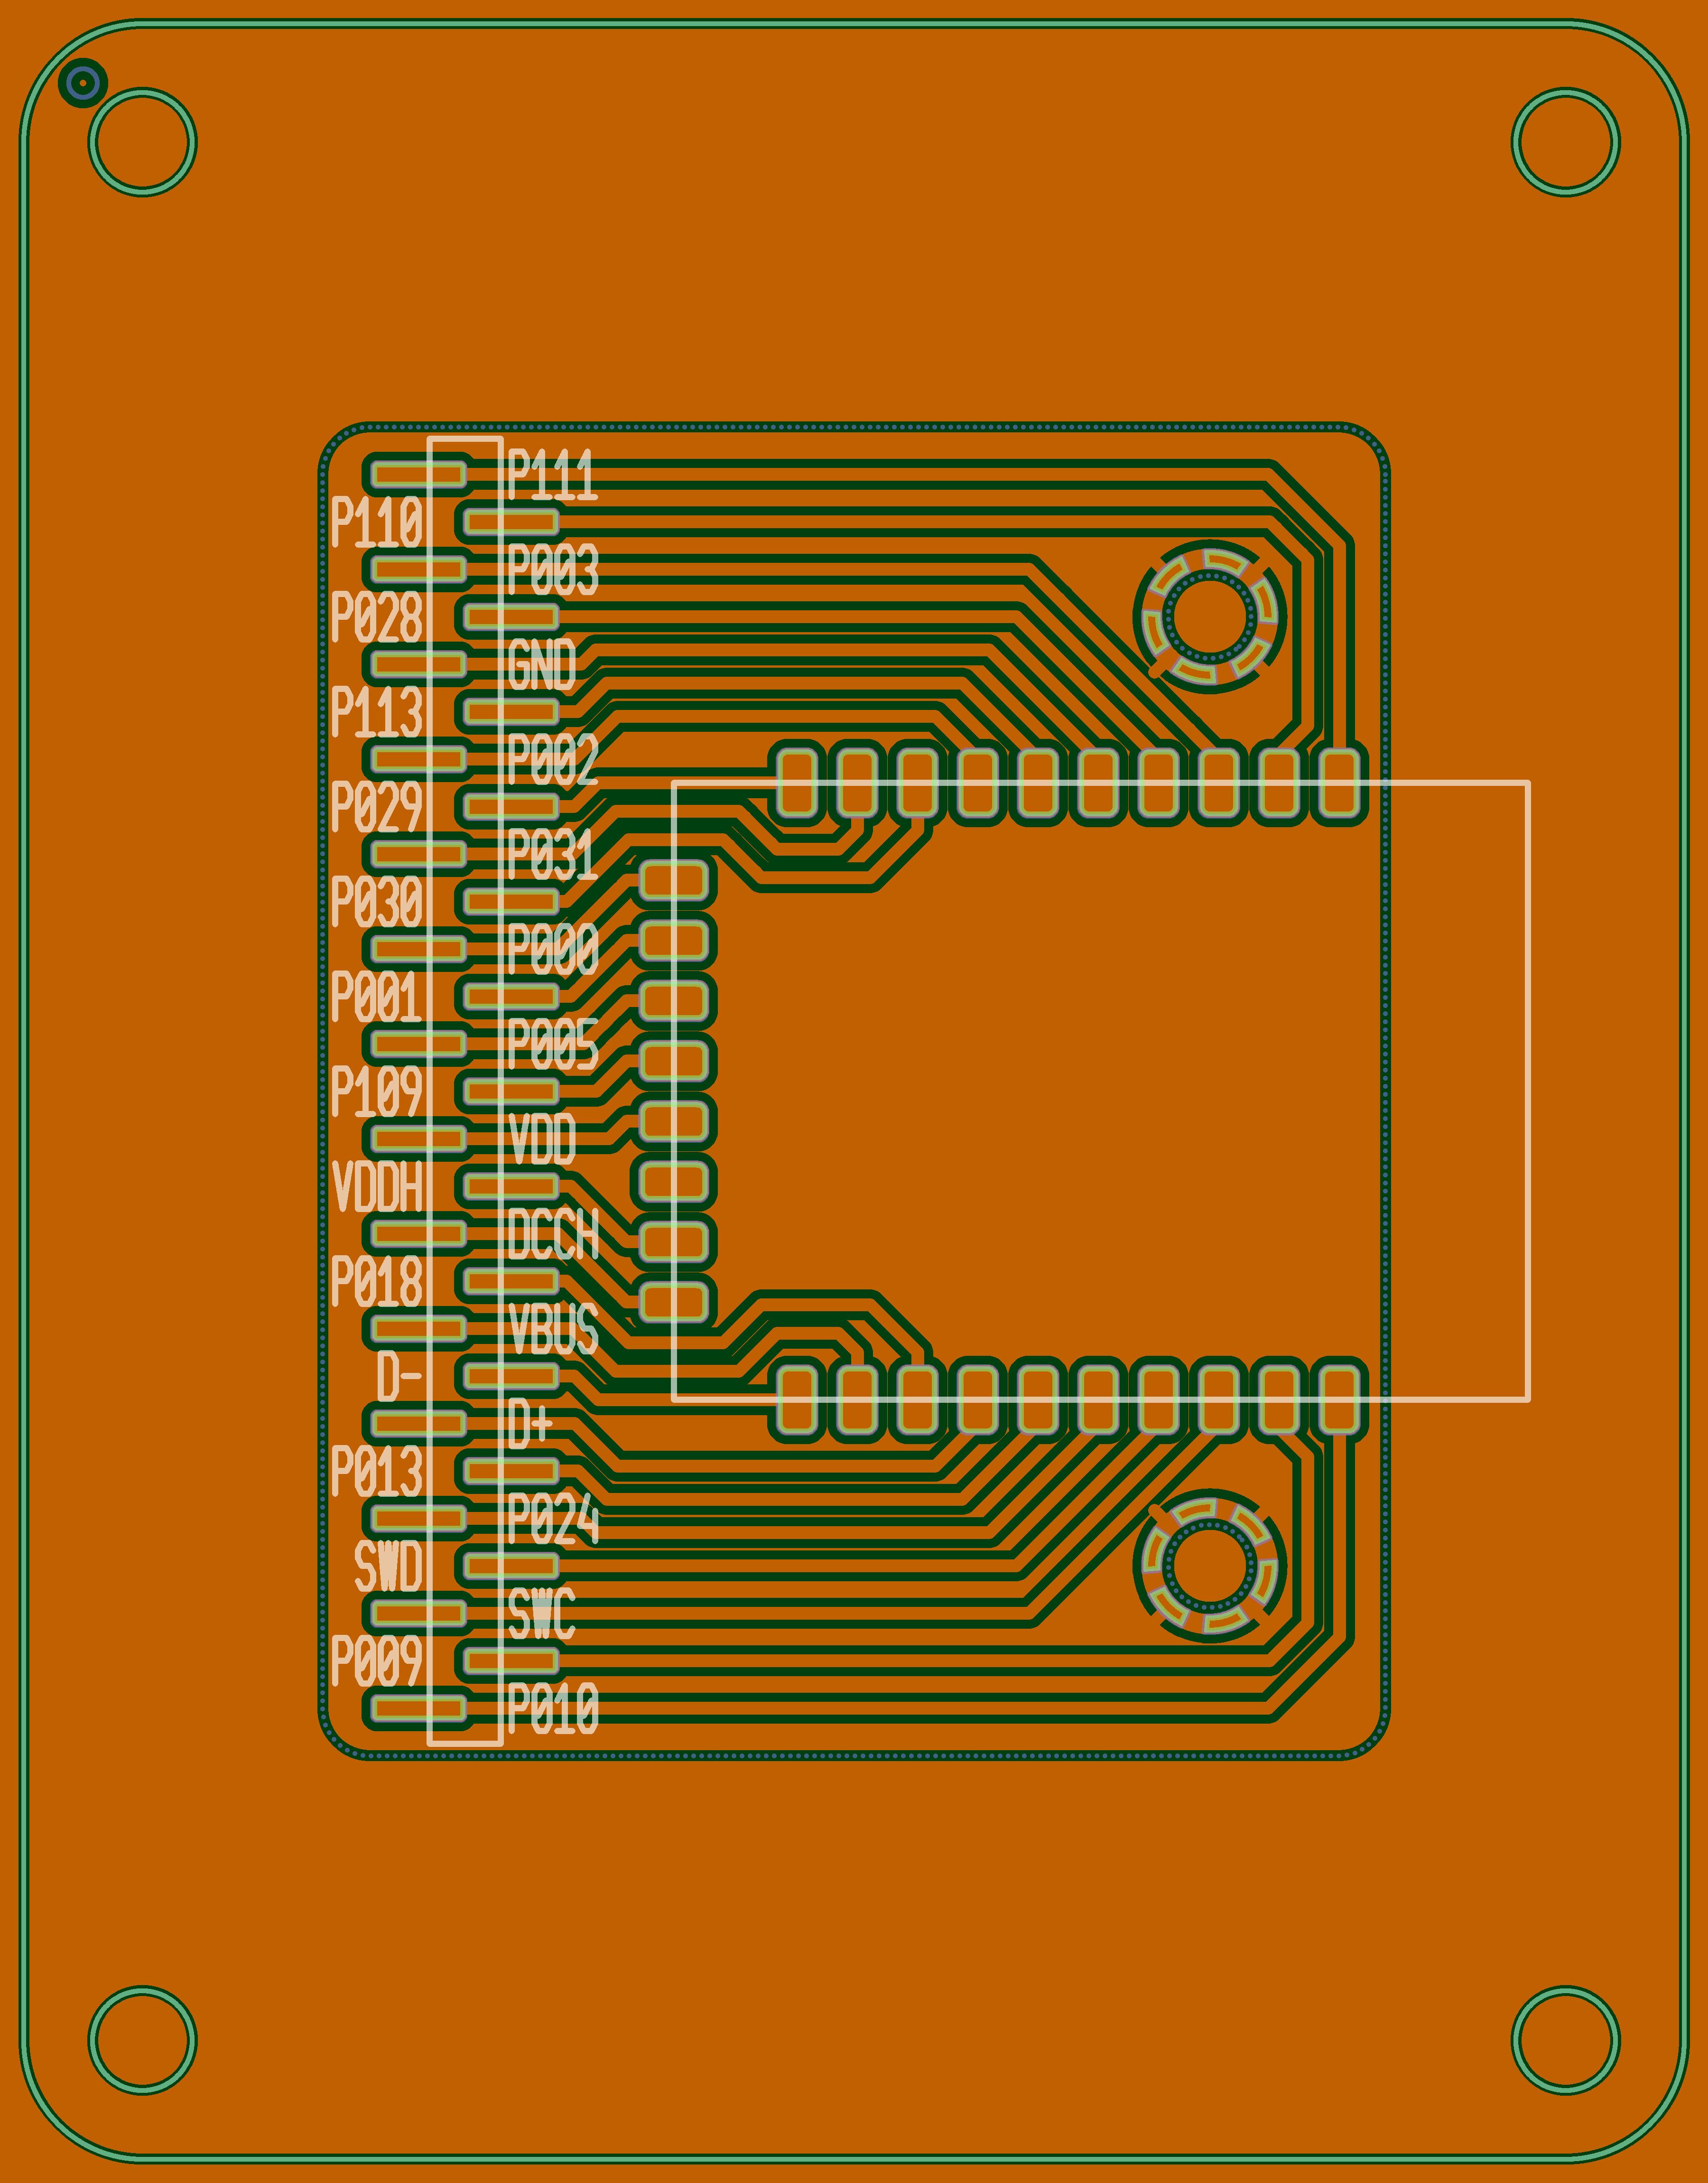 P111
P110
P003
P028
GND
P113
P002
P029
P031
P030
P000
P001
P005
P109
VDD
VDDH
DCCH
P018
VBUS
D-
D+
P013
P024
SWD
SWC
P009
P010